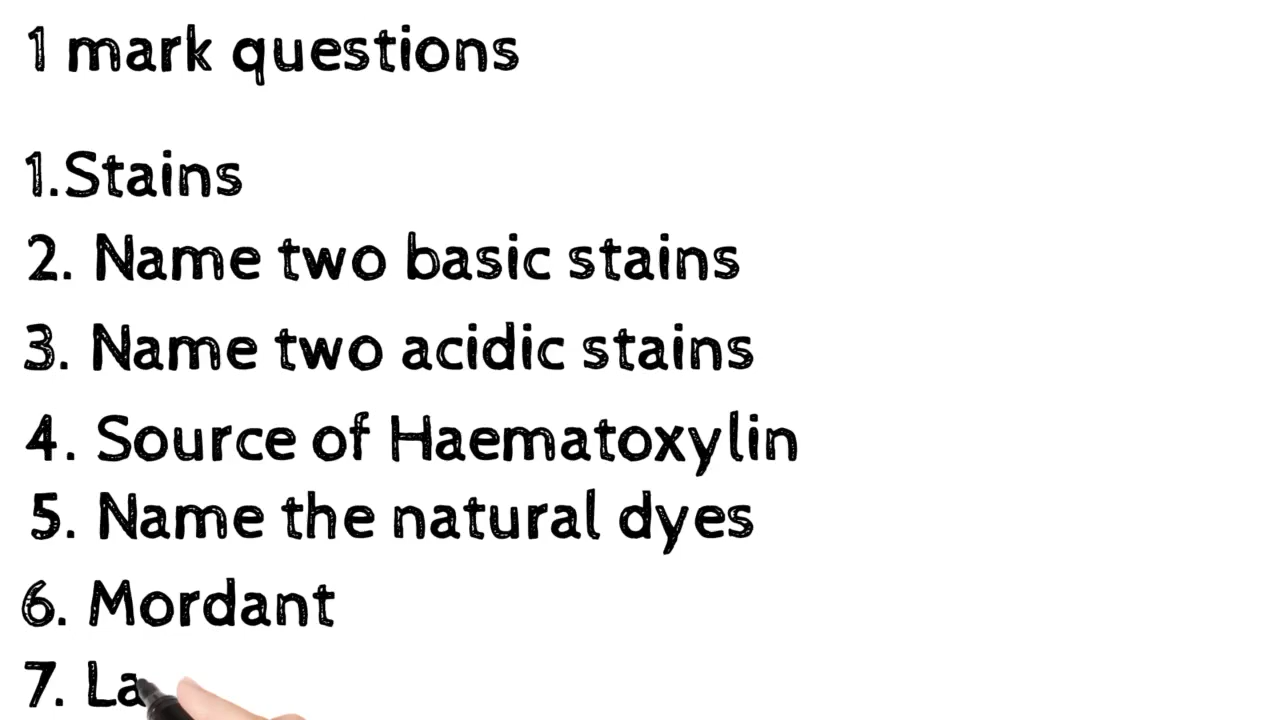 1 mark questions
1.Stains
2. Name two basic stains
3. Name two acidic stains
4. Source of Haematoxylin
5. Name the natural dyes
6. Mordant
7. La